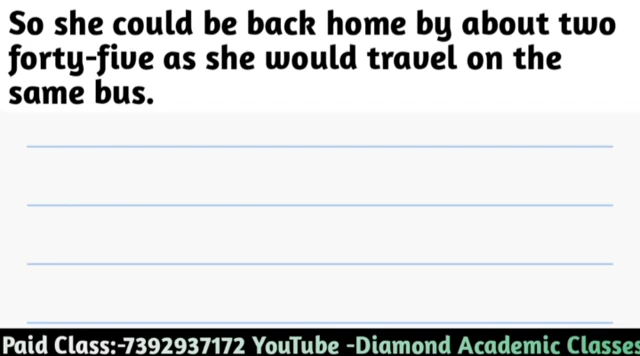 So she could be back home by about two
forty-five as she would travel on the
same bus.
Paid Class:-7392937172 YouTube -Diamond Academic Classes